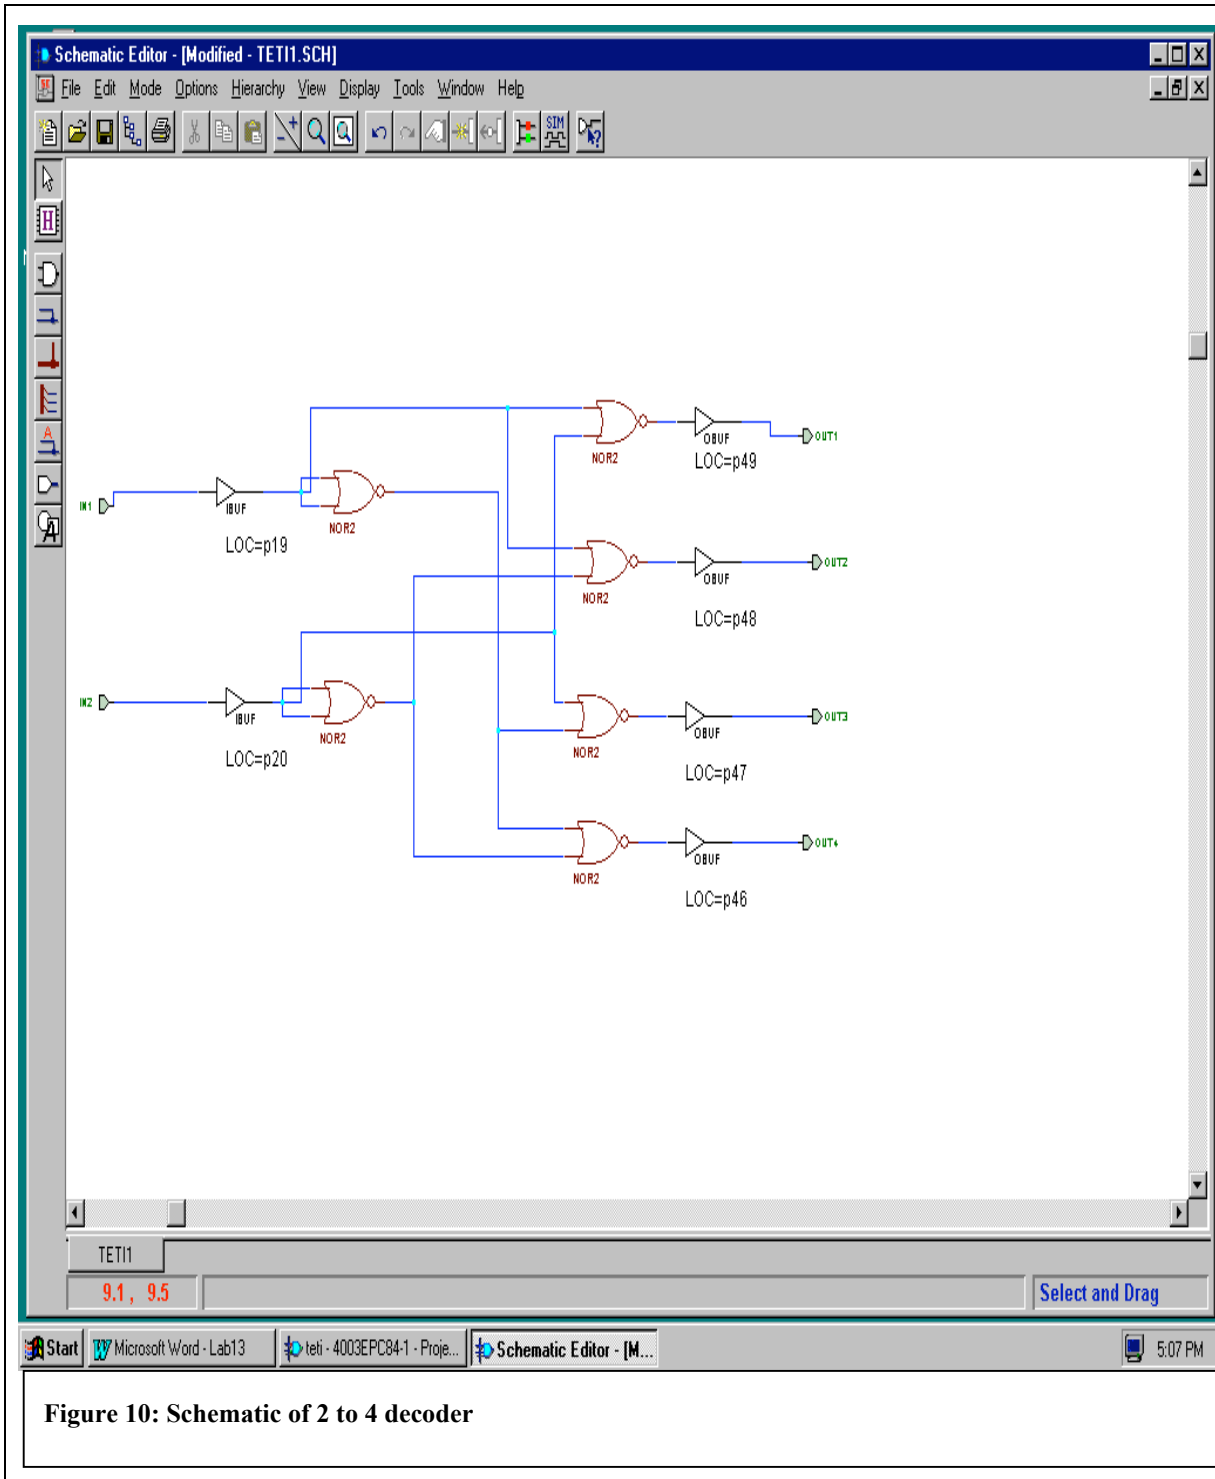 Schematic Editor - [Modified - TETI1.SCH]
File Edit Mode Options Hierarchy View Display Tools Window Help
SIM
H
A
A
OBUF
OUT1
NOR2
LOC=p49
IN1
IBUF
NOR2
LOC=p19
OUT2
OBUF
NOR2
LOC=p48
IN2
IBUF
NOR2
LOC=p20
OUT3
OBUF
NOR2
LOC=p47
OUT4
OBUF
NOR2
LOC=p46
TETI1
9.1 , 9.5
Select and Drag
Start Microsoft Word - Lab13 teti - 4003EPC84-1 - Proje... Schematic Editor - [M... 5:07 PM
Figure 10: Schematic of 2 to 4 decoder